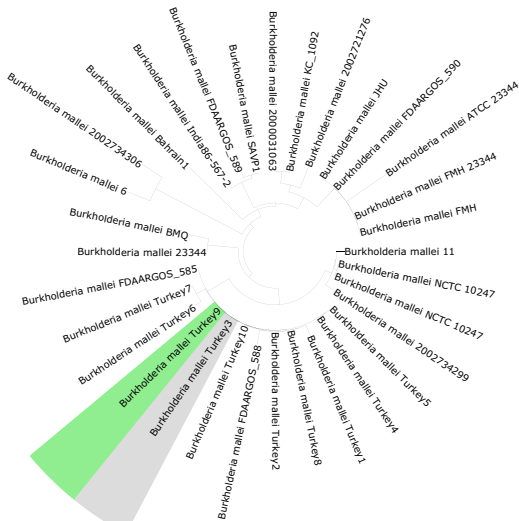 Burkholderia mallei 2000031063
Burkholderia mallei KC_1092
Burkholderia mallei 2002721276
Burkholderia mallei JHU
Burkholderia mallei FDAARGOS_590
Burkholderia mallei ATCC 23344
Burkholderia mallei FMH 23344
Burkholderia mallei FMH
Burkholderia mallei 11
Burkholderia mallei NCTC 10247
Burkholderia mallei NCTC 10247
Burkholderia mallei 2002734299
Burkholderia mallei Turkey5
Burkholderia mallei Turkey4
Burkholderia mallei Turkey1
Burkholderia mallei Turkey8
Burkholderia mallei Turkey2
Burkholderia mallei FDAARGOS_588
Burkholderia mallei Turkey10
Burkholderia mallei Turkey3
Burkholderia mallei Turkey9
Burkholderia mallei Turkey6
Burkholderia mallei Turkey7
Burkholderia mallei FDAARGOS_585
Burkholderia mallei 23344
Burkholderia mallei BMQ
Burkholderia mallei 6
Burkholderia mallei 2002734306
Burkholderia mallei Bahrain1
Burkholderia mallei India86-567-2
Burkholderia mallei FDAARGOS_589
Burkholderia mallei SAVP1